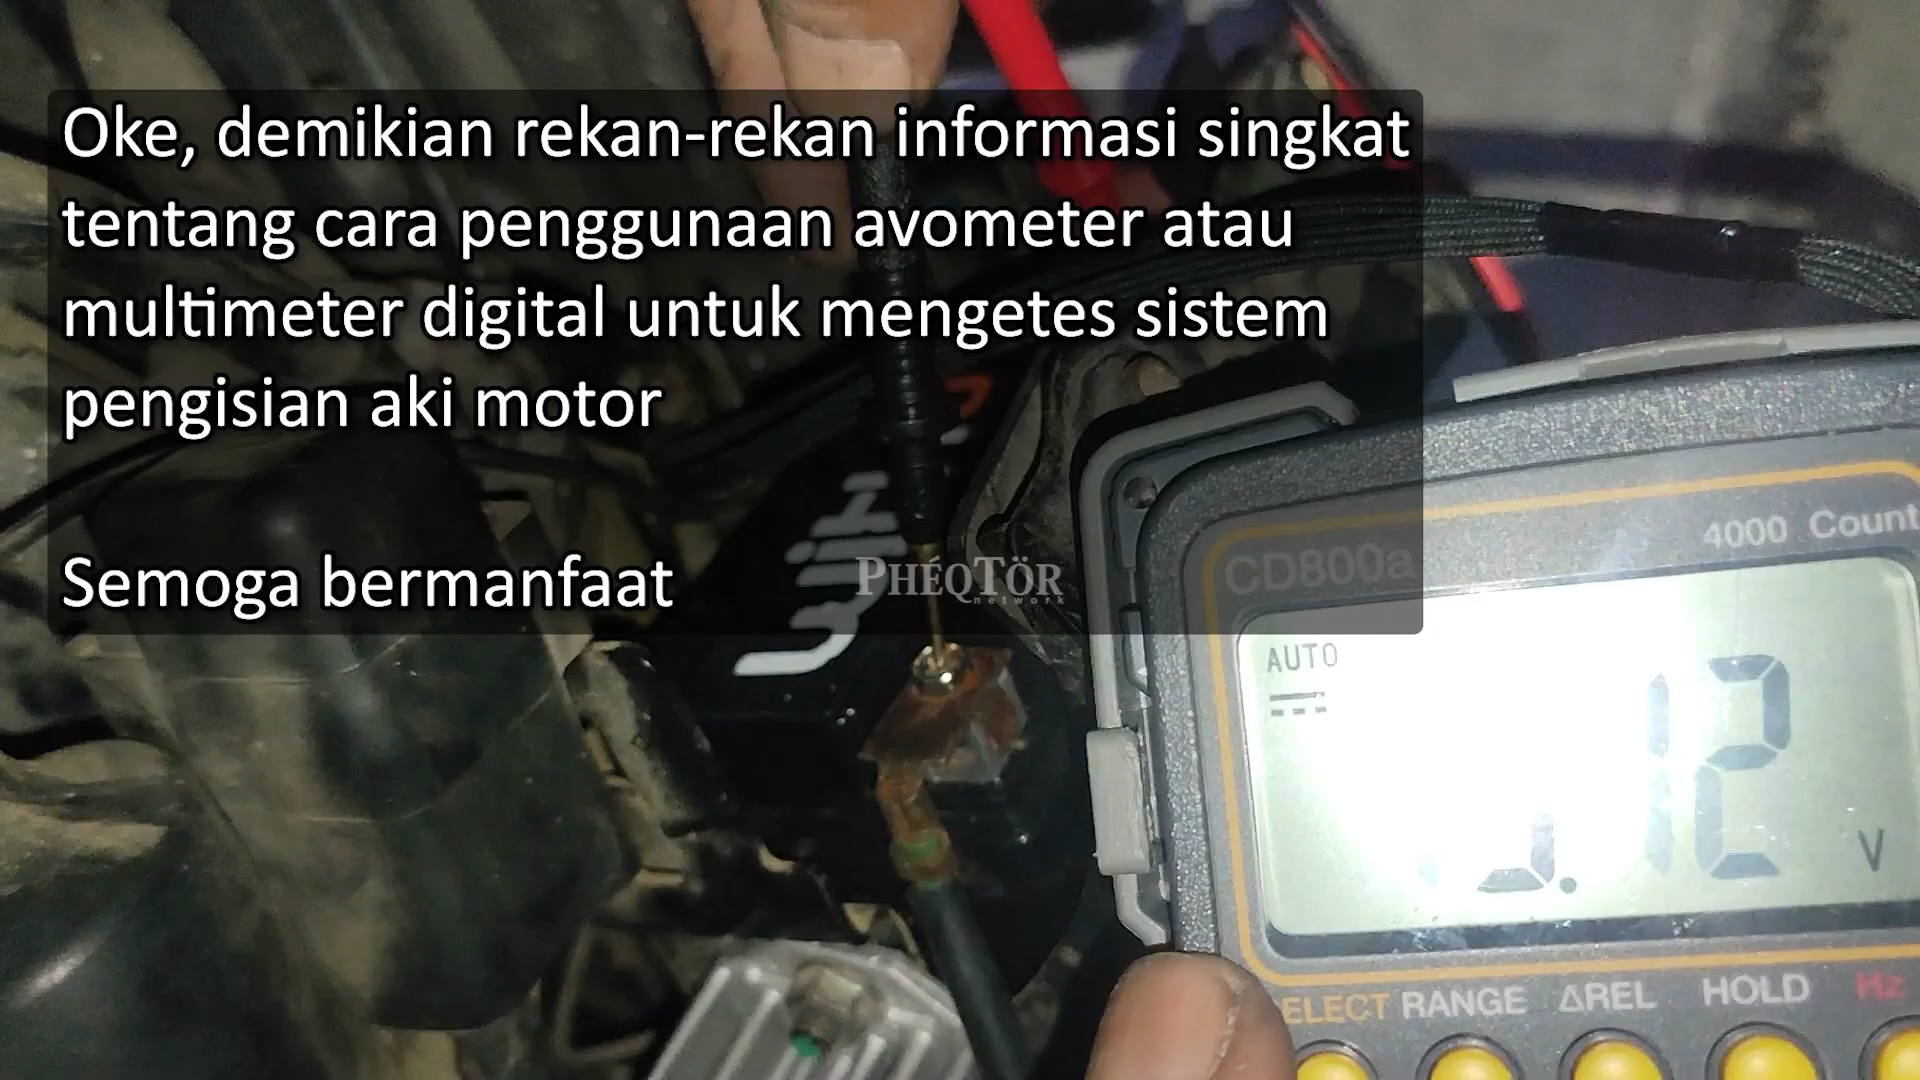 Oke, demikian rekan-rekan informasi singkat
tentang cara penggunaan avometer atau
multimeter digital untuk mengetes sistem
pengisian aki motor
Semoga bermanfaat
PHÉQTÖR
network
CD800a
4000 Count
AUTO
V
RANGE ΔREL HOLD Hz